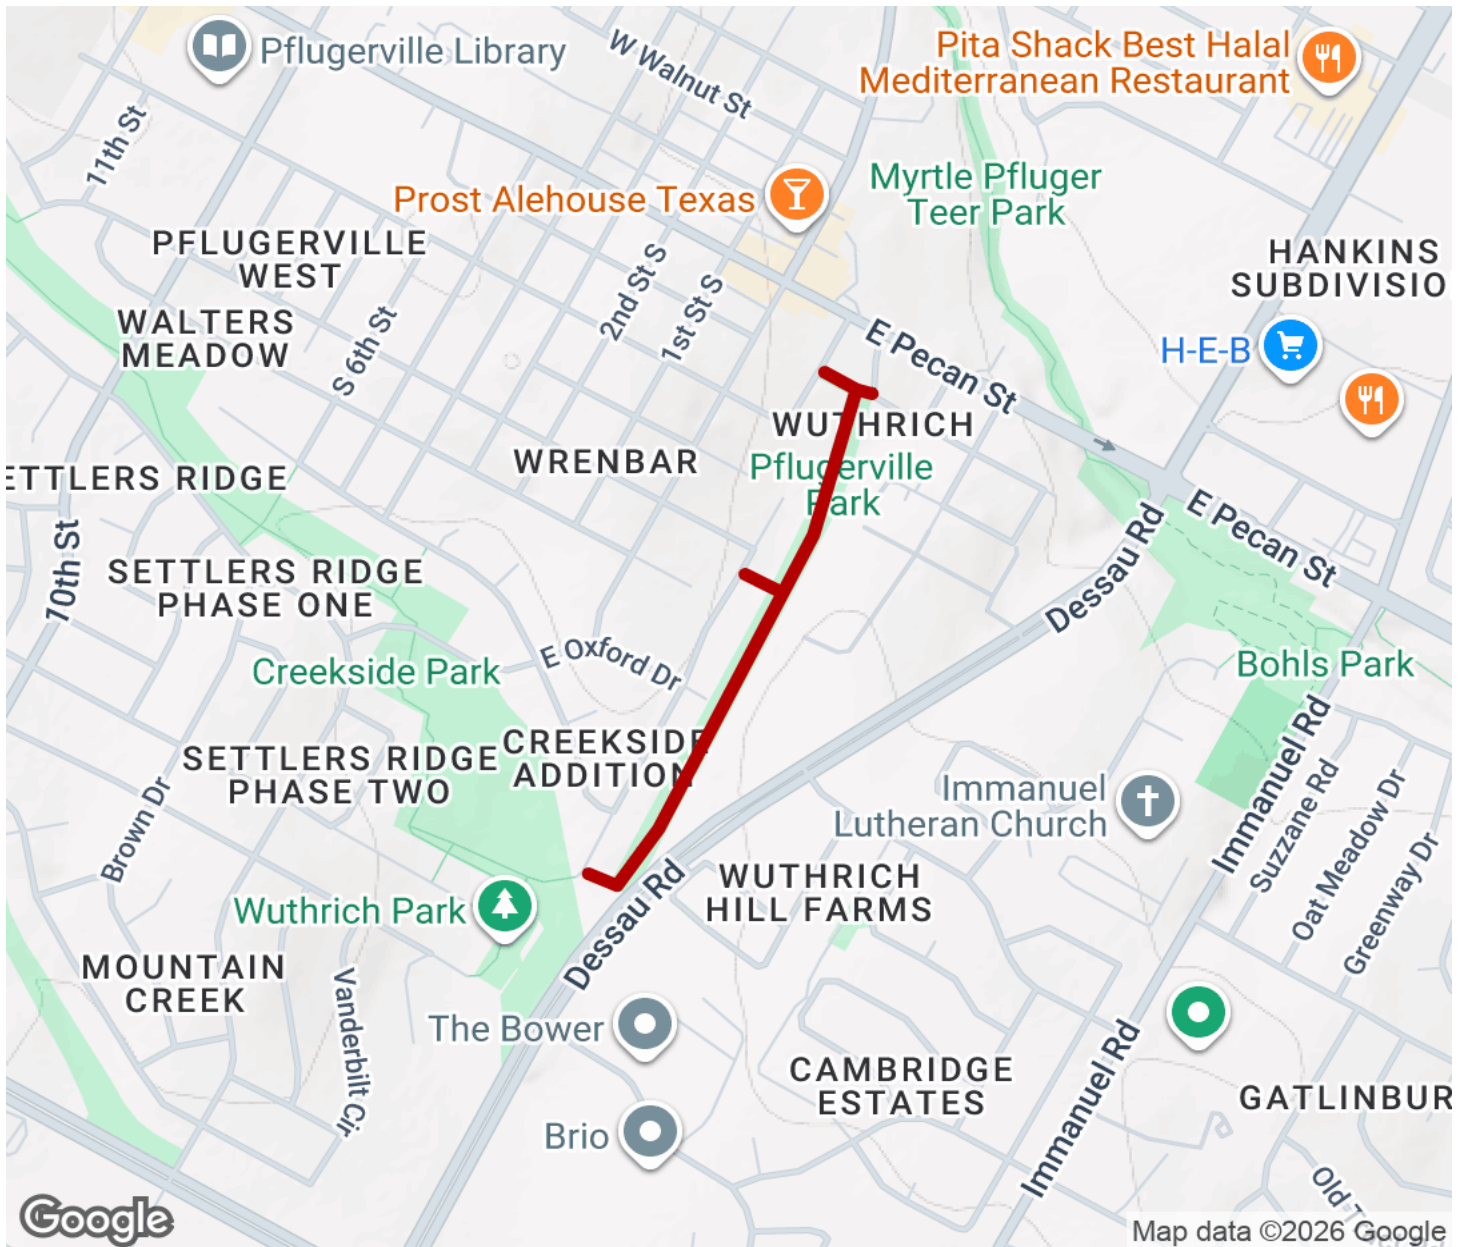 Pflugerville Library
W Walnut St
Pita Shack Best Halal
Mediterranean Restaurant
11th St
Prost Alehouse Texas
Myrtle Pfluger
Teer Park
PFLUGERVILLE
WEST
HANKINS
SUBDIVISIO
2nd St S
1st St S
WALTERS
MEADOW
S 6th St
E Pecan St
H-E-B
WUTHRICH
Pflugerville
Park
WRENBAR
ETTLERS RIDGE
E Pecan St
Dessau Rd
70th St
SETTLERS RIDGE
PHASE ONE
E Oxford Dr
Creekside Park
Bohls Park
SETTLERS RIDGE
PHASE TWO
CREEKSIDE
ADDITION
Immanuel Rd
Suzzane Rd
Oat Meadow Dr
Greenway Dr
Brown Dr
Immanuel
Lutheran Church
WUTHRICH
HILL FARMS
Wuthrich Park
Dessau Rd
MOUNTAIN
CREEK
Vanderbilt Cir
The Bower
CAMBRIDGE
ESTATES
Immanuel Rd
GATLINBUR
Brio
Old T
Google
Map data ©2026 Google